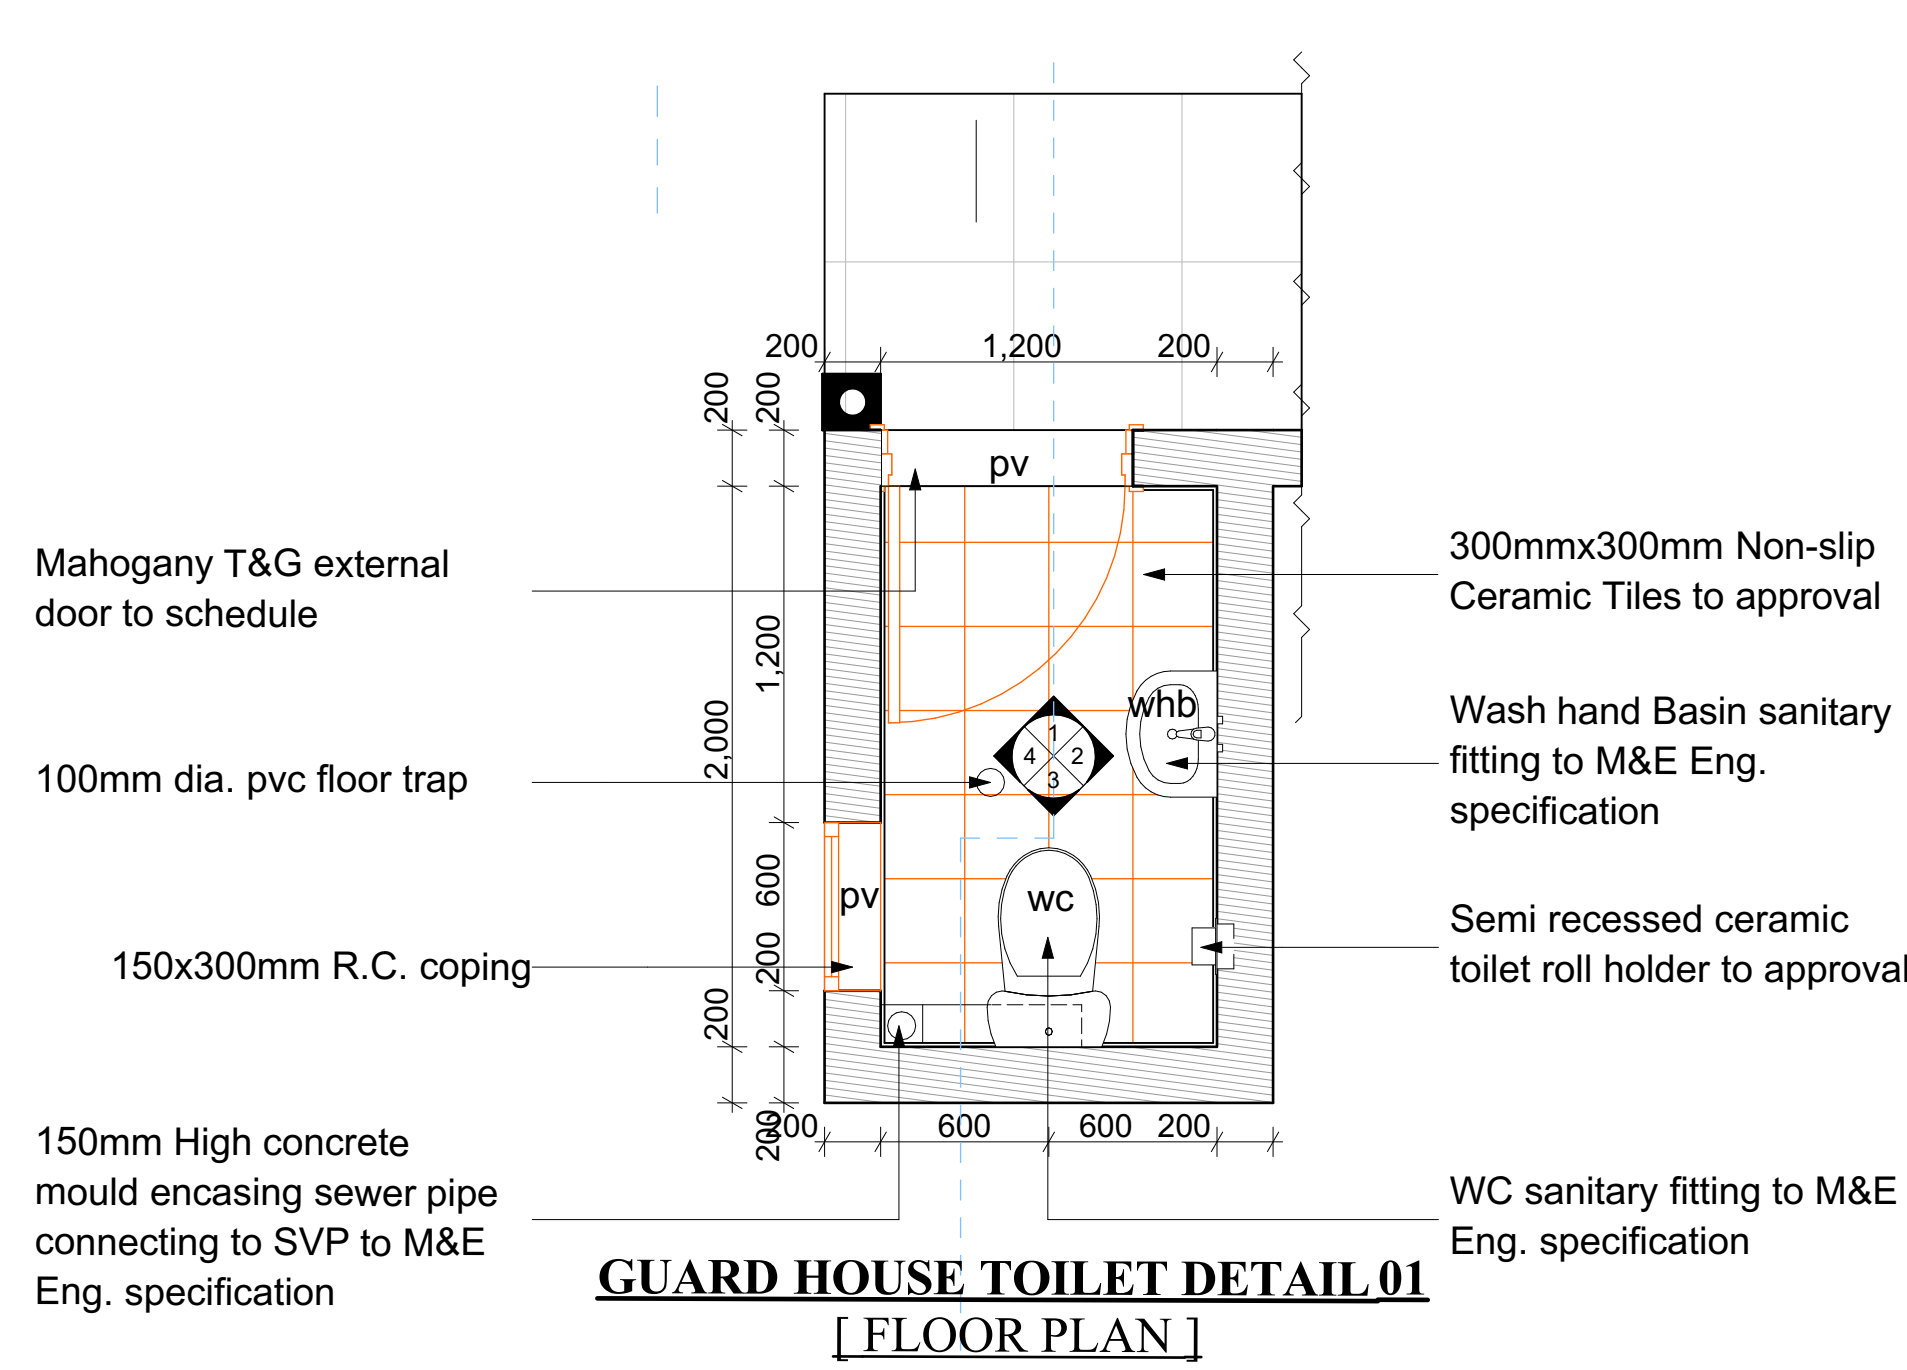 200
1,200
200
200
200
pv
Mahogany T&G external
door to schedule
300mmx300mm Non-slip
Ceramic Tiles to approval
1,200
2,000
whb
Wash hand Basin sanitary
fitting to M&E Eng.
specification
1
4
2
3
100mm dia. pvc floor trap
600
pv
wc
Semi recessed ceramic
toilet roll holder to approval
150x300mm R.C. coping
200
200
200
200
600
600
200
150mm High concrete
mould encasing sewer pipe
connecting to SVP to M&E
Eng. specification
WC sanitary fitting to M&E
Eng. specification
GUARD HOUSE TOILET DETAIL 01
[ FLOOR PLAN ]